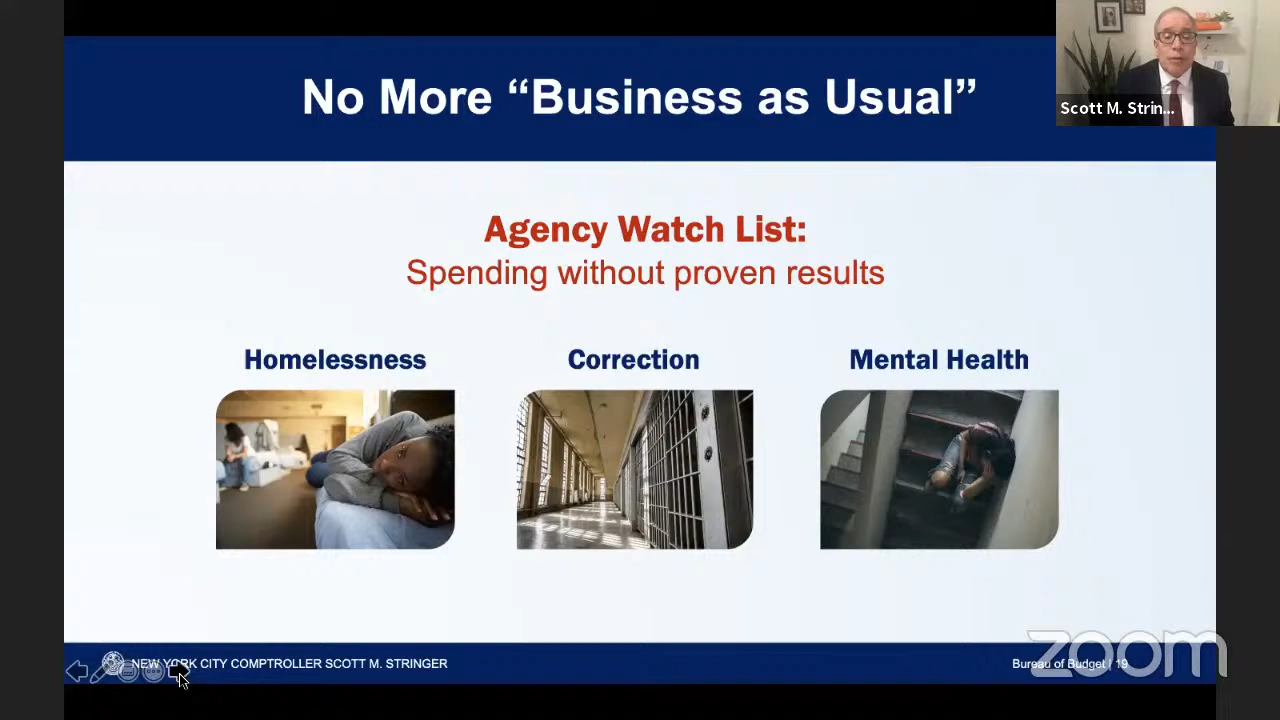 No More “Business as Usual”
Scott M. Strin...
Agency Watch List:
Spending without proven results
Homelessness
Correction
Mental Health
NEW YORK CITY COMPTROLLER SCOTT M. STRINGER
Bureau of Budget | 19
zoom